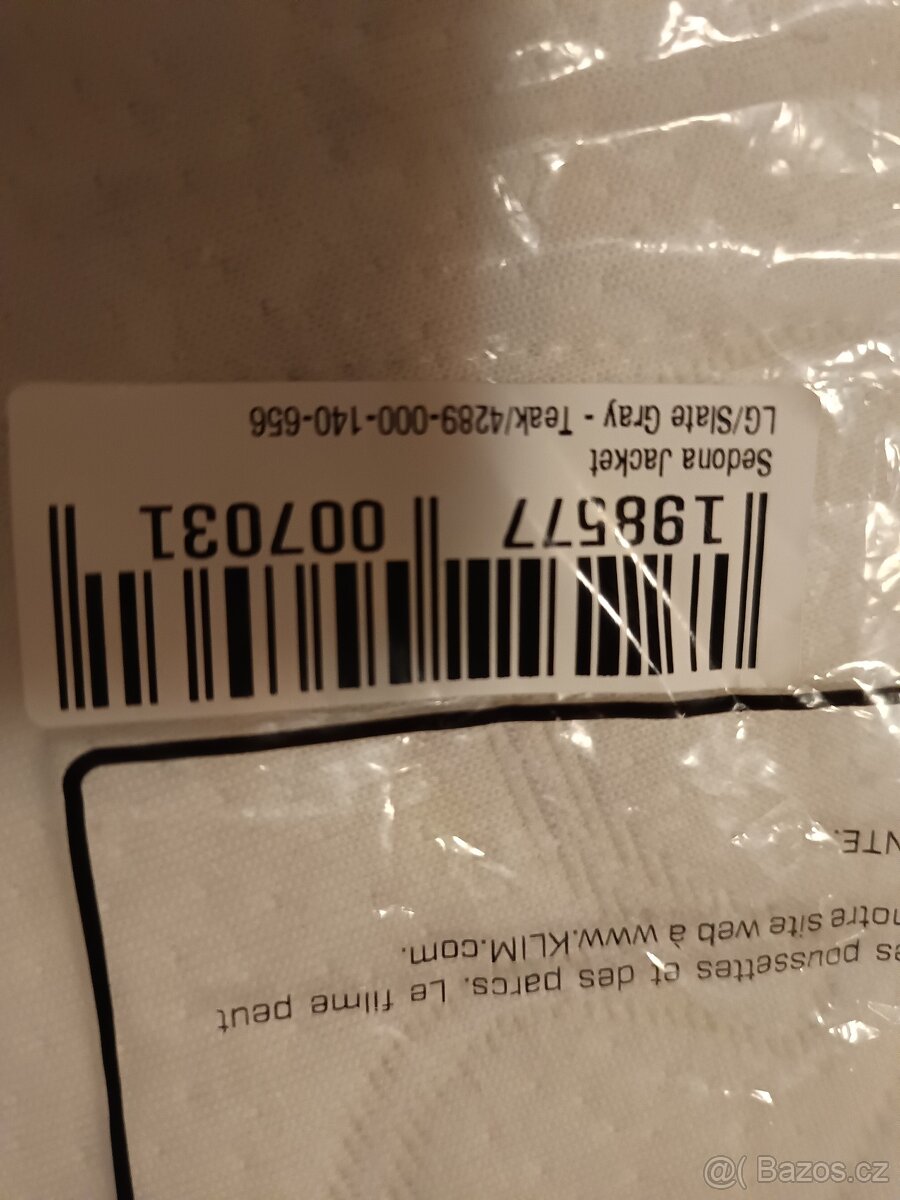 198577 007031
Sedona Jacket
LG/Slate Gray - Teak/4289-000-140-656
es poussettes et des parcs. Le filme peut
notre site web à www.KLIM.com.
NTE.
@( Bazos.cz